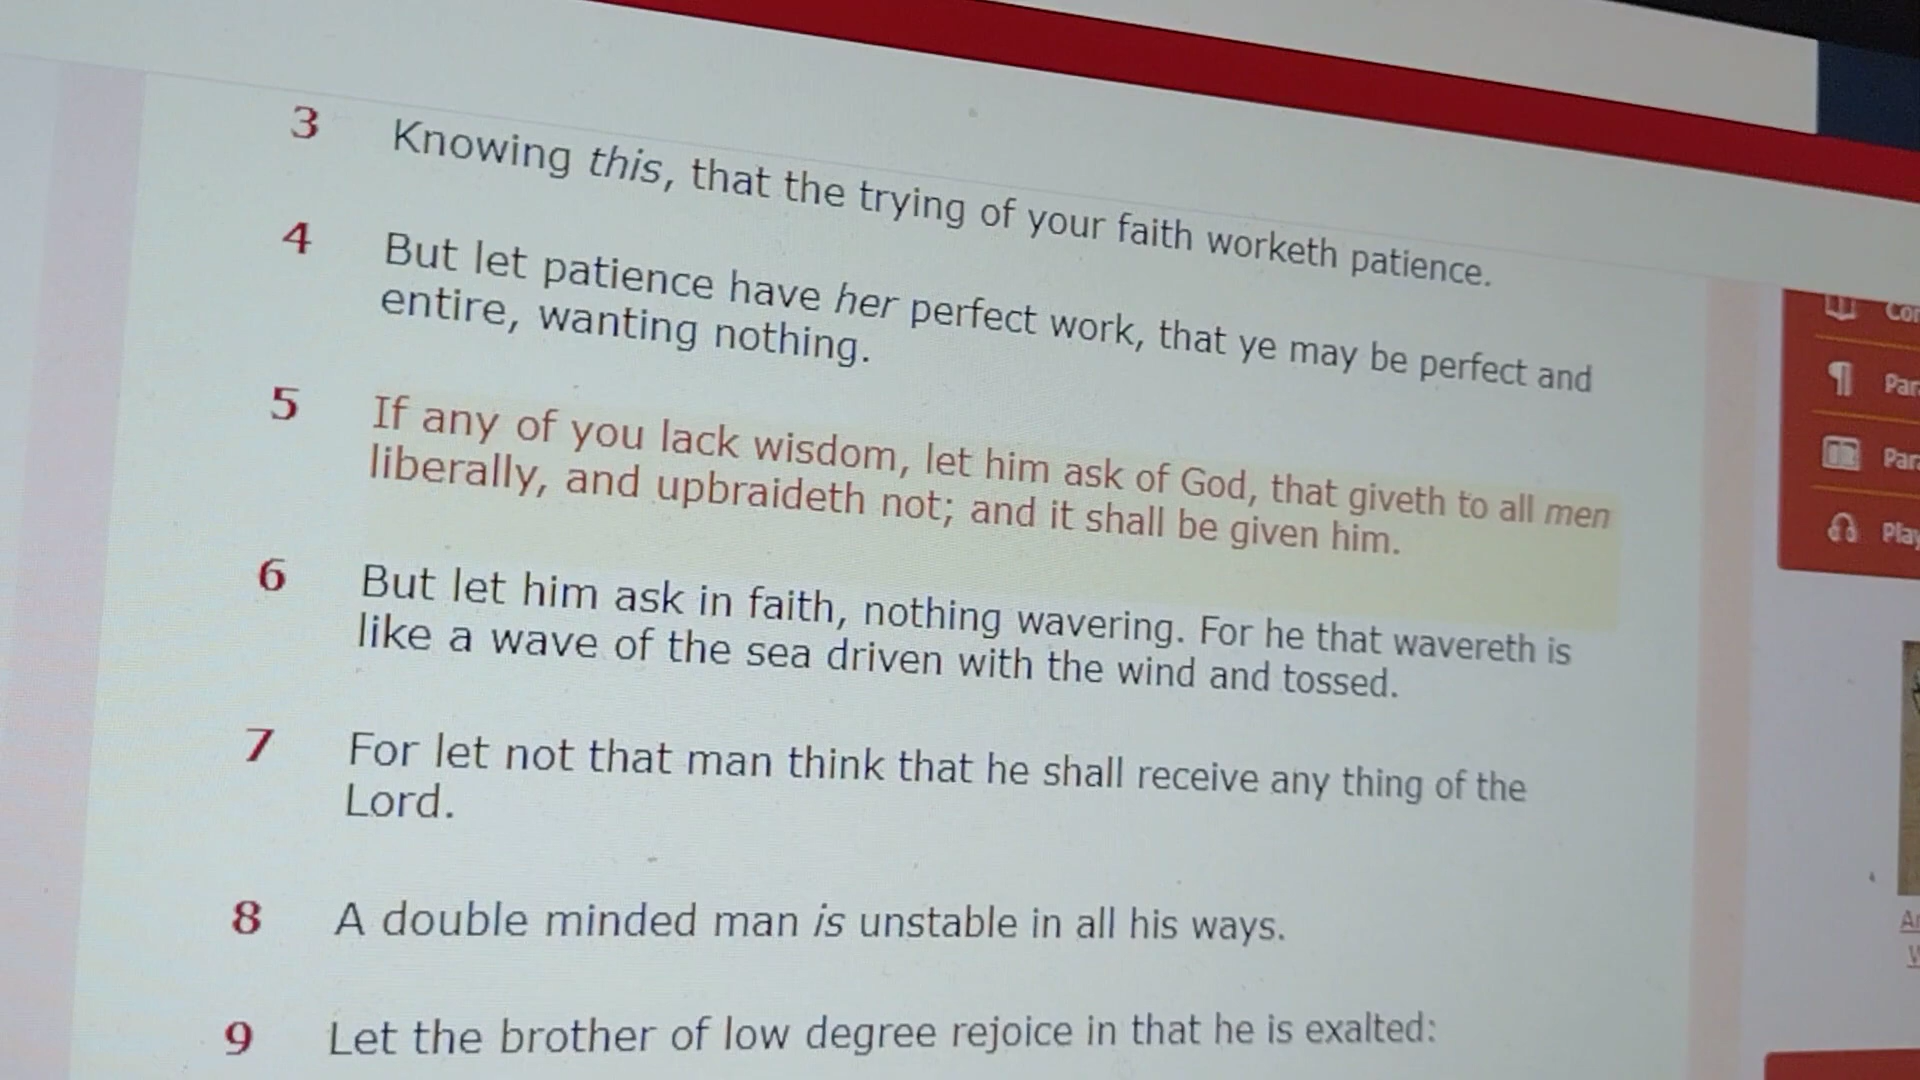 3 Knowing this, that the trying of your faith worketh patience.
4 But let patience have her perfect work, that ye may be perfect and
entire, wanting nothing.
5 If any of you lack wisdom, let him ask of God, that giveth to all men
liberally, and upbraideth not; and it shall be given him.
6 But let him ask in faith, nothing wavering. For he that wavereth is
like a wave of the sea driven with the wind and tossed.
7 For let not that man think that he shall receive any thing of the
Lord.
8 A double minded man is unstable in all his ways.
9 Let the brother of low degree rejoice in that he is exalted:
Par
Play